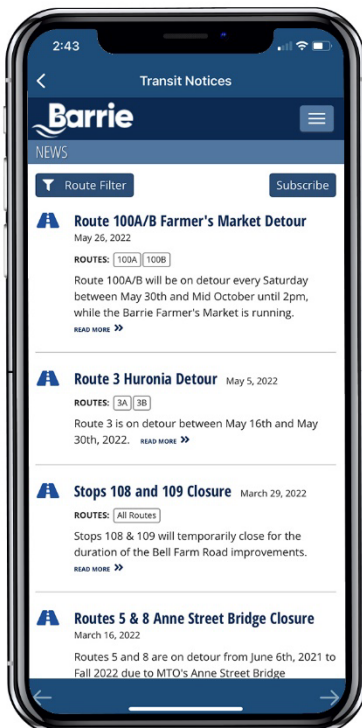 2:43
Transit Notices
Barrie
NEWS
Route Filter
Subscribe
Route 100A/B Farmer's Market Detour
May 26, 2022
ROUTES: 100A 100B
Route 100A/B will be on detour every Saturday
between May 30th and Mid October until 2pm,
while the Barrie Farmer's Market is running.
READ MORE »
Route 3 Huronia Detour May 5, 2022
ROUTES: 3A 3B
Route 3 is on detour between May 16th and May
30th, 2022. READ MORE »
Stops 108 and 109 Closure March 29, 2022
ROUTES: All Routes
Stops 108 & 109 will temporarily close for the
duration of the Bell Farm Road improvements.
READ MORE »
Routes 5 & 8 Anne Street Bridge Closure
March 16, 2022
Routes 5 and 8 are on detour from June 6th, 2021 to
Fall 2022 due to MTO's Anne Street Bridge